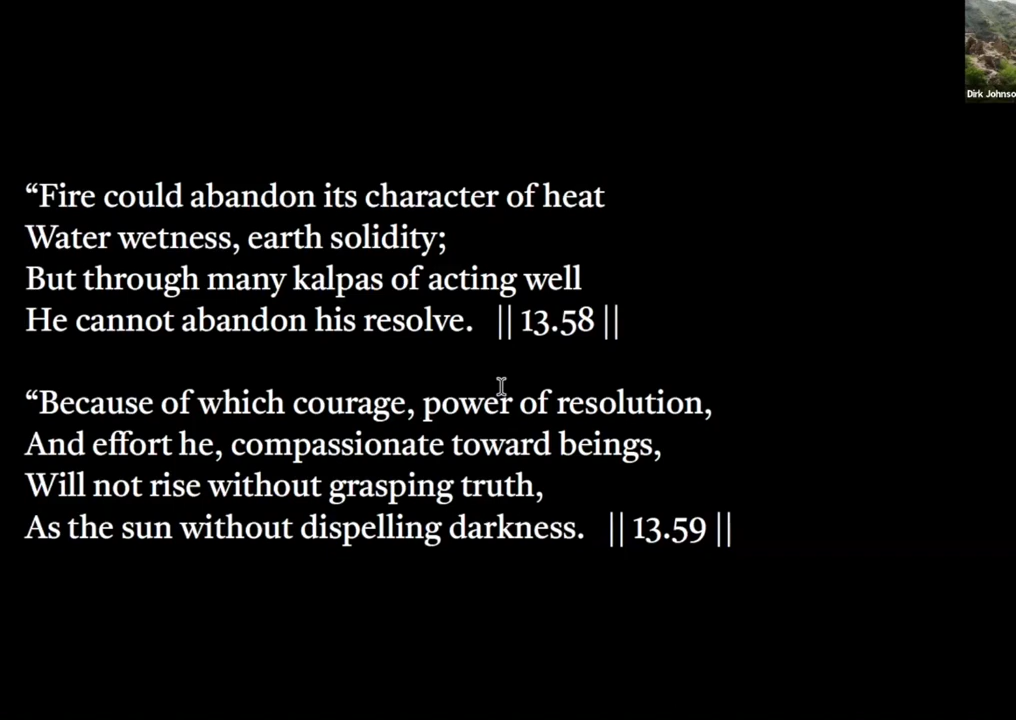 Dirk Johnso
“Fire could abandon its character of heat
Water wetness, earth solidity;
But through many kalpas of acting well
He cannot abandon his resolve. || 13.58 ||
“Because of which courage, power of resolution,
And effort he, compassionate toward beings,
Will not rise without grasping truth,
As the sun without dispelling darkness. || 13.59 ||